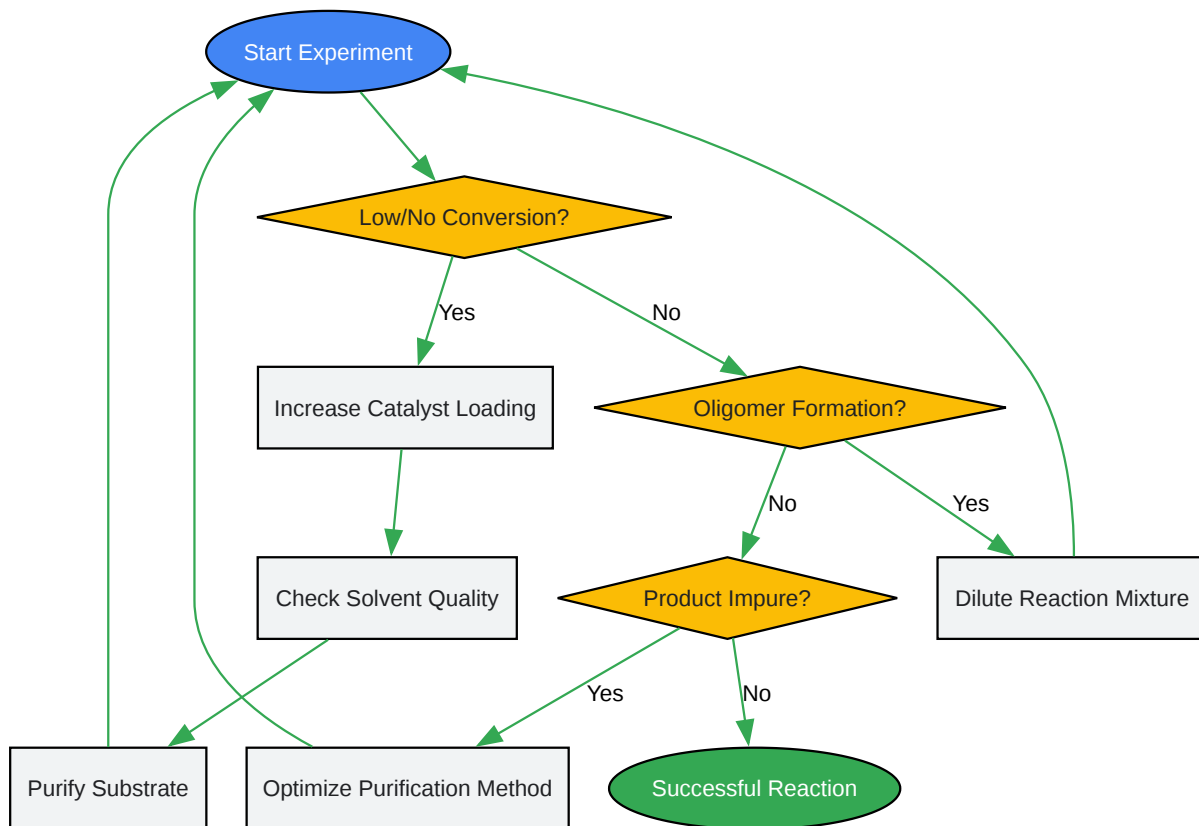 Start Experiment
Low/No Conversion?
Yes
No
Increase Catalyst Loading
Oligomer Formation?
No
Yes
Check Solvent Quality
Product Impure?
Dilute Reaction Mixture
Yes
No
Purify Substrate
Optimize Purification Method
Successful Reaction